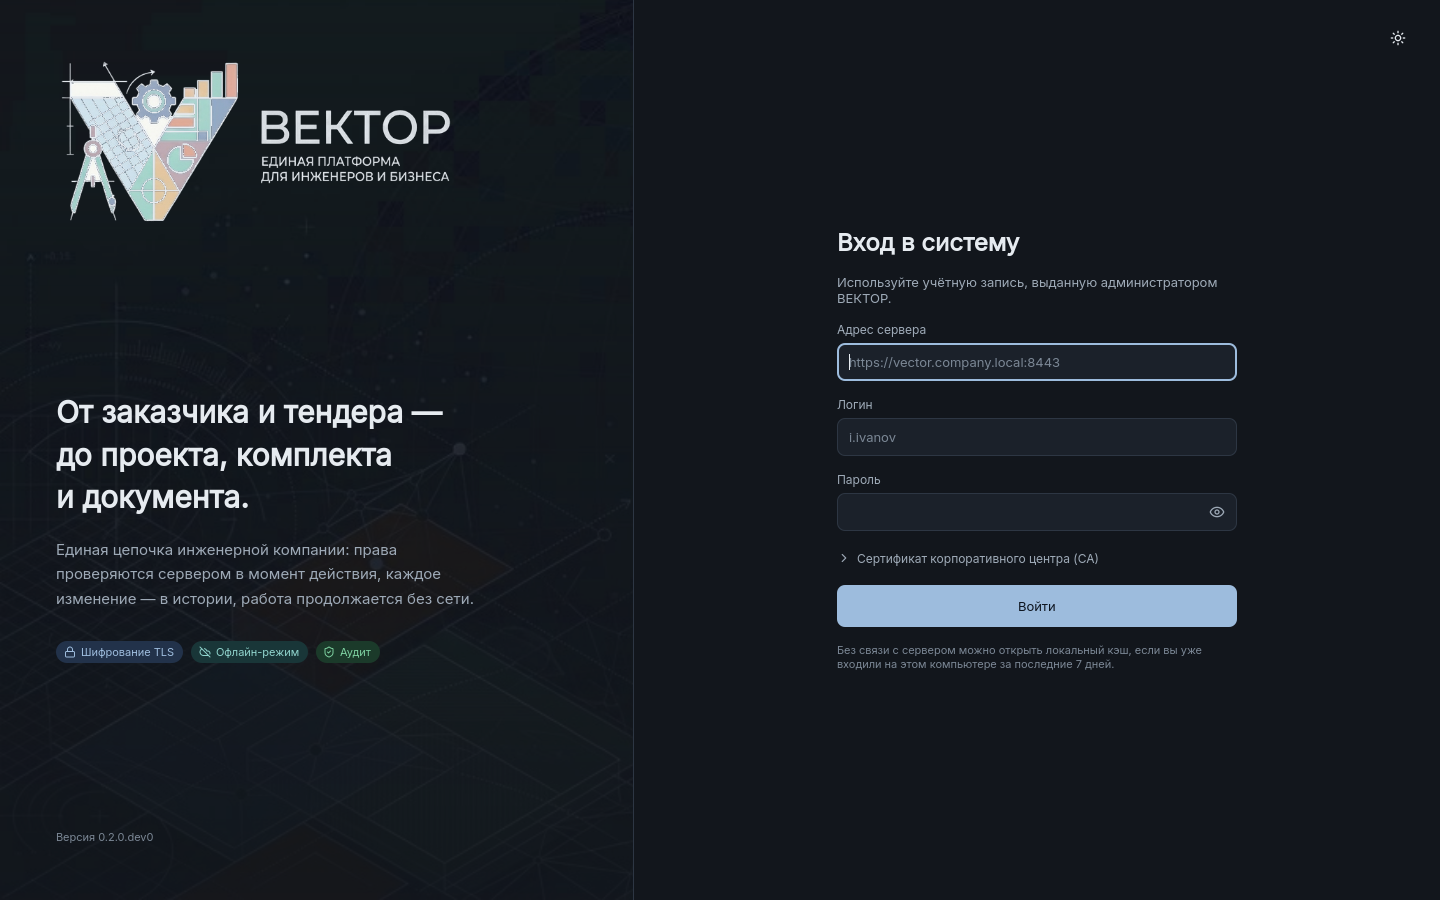 ВЕКТОР
ЕДИНАЯ ПЛАТФОРМА
ДЛЯ ИНЖЕНЕРОВ И БИЗНЕСА
От заказчика и тендера —
до проекта, комплекта
и документа.
Единая цепочка инженерной компании: права
проверяются сервером в момент действия, каждое
изменение — в истории, работа продолжается без сети.
Шифрование TLS
Офлайн-режим
Аудит
Версия 0.2.0.dev0
Вход в систему
Используйте учётную запись, выданную администратором
ВЕКТОР.
Адрес сервера
https://vector.company.local:8443
Логин
i.ivanov
Пароль
Сертификат корпоративного центра (CA)
Войти
Без связи с сервером можно открыть локальный кэш, если вы уже
входили на этом компьютере за последние 7 дней.